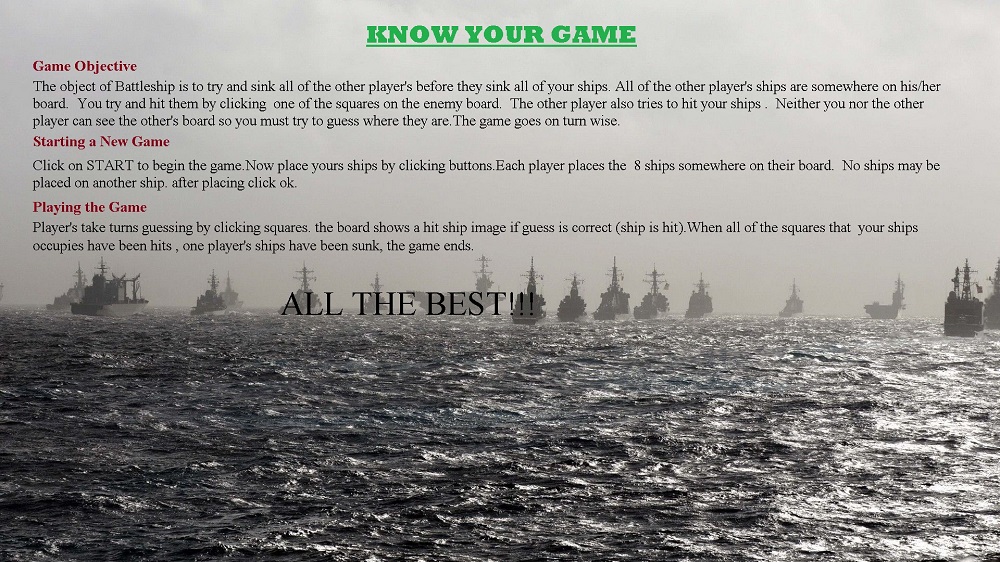 KNOW YOUR GAME
Game Objective
The object of Battleship is to try and sink all of the other player's before they sink all of your ships. All of the other player's ships are somewhere on his/her
board.  You try and hit them by clicking  one of the squares on the enemy board.  The other player also tries to hit your ships .  Neither you nor the other
player can see the other's board so you must try to guess where they are.The game goes on turn wise.
Starting a New Game
Click on START to begin the game.Now place yours ships by clicking buttons.Each player places the  8 ships somewhere on their board.  No ships may be
placed on another ship. after placing click ok.
Playing the Game
Player's take turns guessing by clicking squares. the board shows a hit ship image if guess is correct (ship is hit).When all of the squares that  your ships
occupies have been hits , one player's ships have been sunk, the game ends.
ALL THE BEST!!!